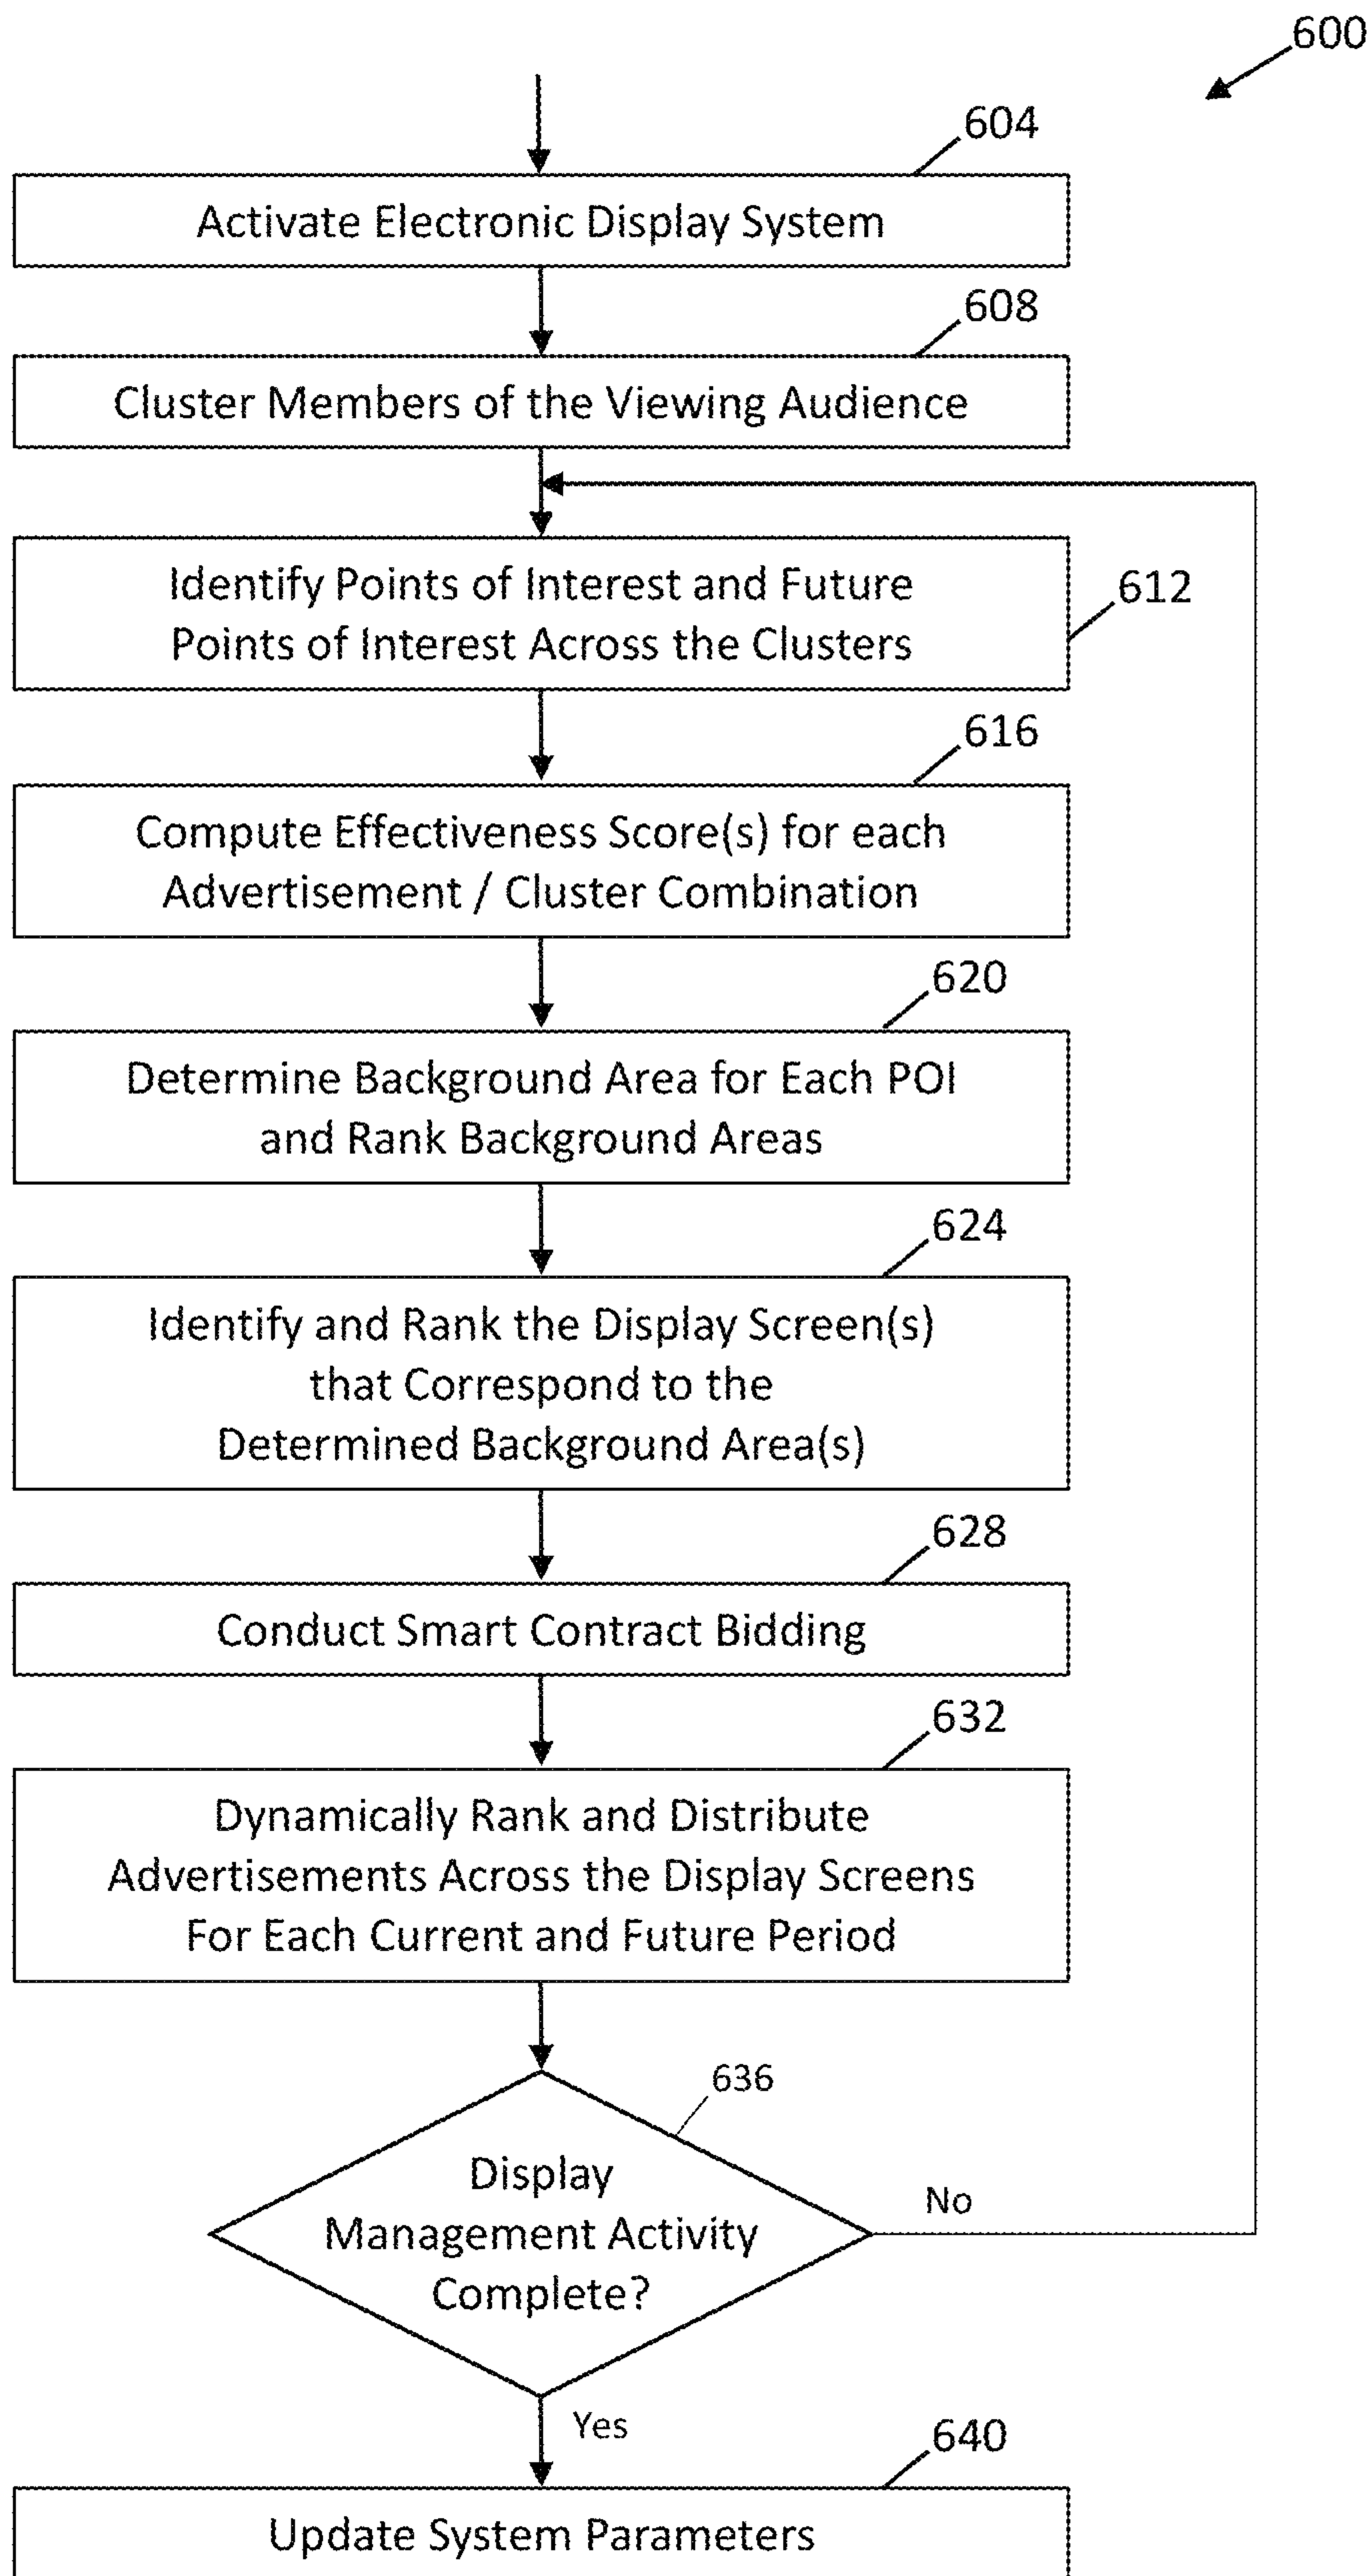 600
604
Activate Electronic Display System
608
Cluster Members of the Viewing Audience
Identify Points of Interest and Future
Points of Interest Across the Clusters
612
616
Compute Effectiveness Score(s) for each
Advertisement / Cluster Combination
620
Determine Background Area for Each POI
and Rank Background Areas
624
Identify and Rank the Display Screen(s)
that Correspond to the
Determined Background Area(s)
628
Conduct Smart Contract Bidding
632
Dynamically Rank and Distribute
Advertisements Across the Display Screens
For Each Current and Future Period
636
Display
Management Activity
Complete?
No
Yes
640
Update System Parameters